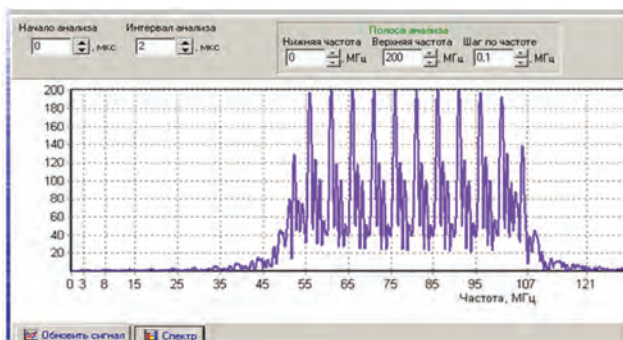 Полоса анализа
Начало анализа Интервал анализа
Нижняя частота Верхняя частота Шаг по частоте
0 , мкс 2 , мкс 0 , МГц 200 , МГц 0,1 , МГц
200
180
160
140
120
100
80
60
40
20
0 3 8 15 25 35 45 55 65 75 85 95 107 121
Частота, МГц
Обновить сигнал Спектр